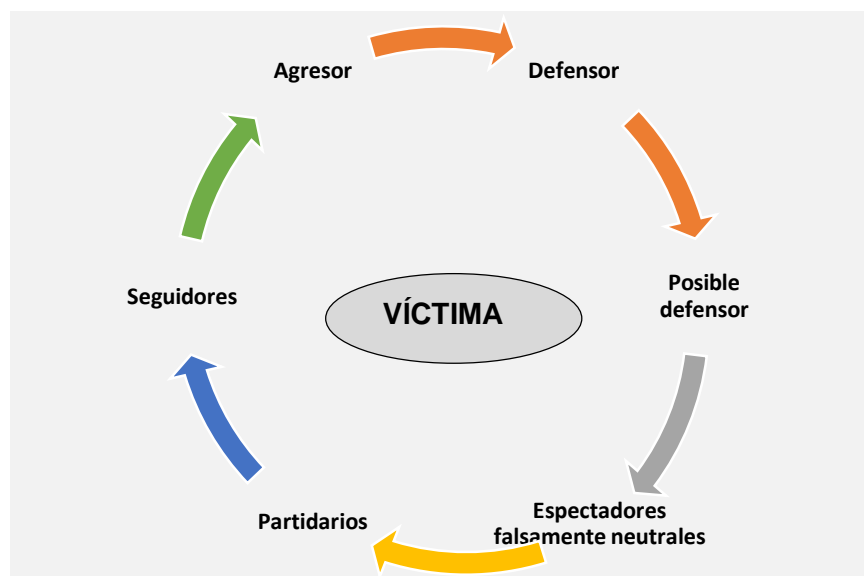 Agresor
Defensor
Posible
defensor
Espectadores
falsamente neutrales
Partidarios
Seguidores
VÍCTIMA